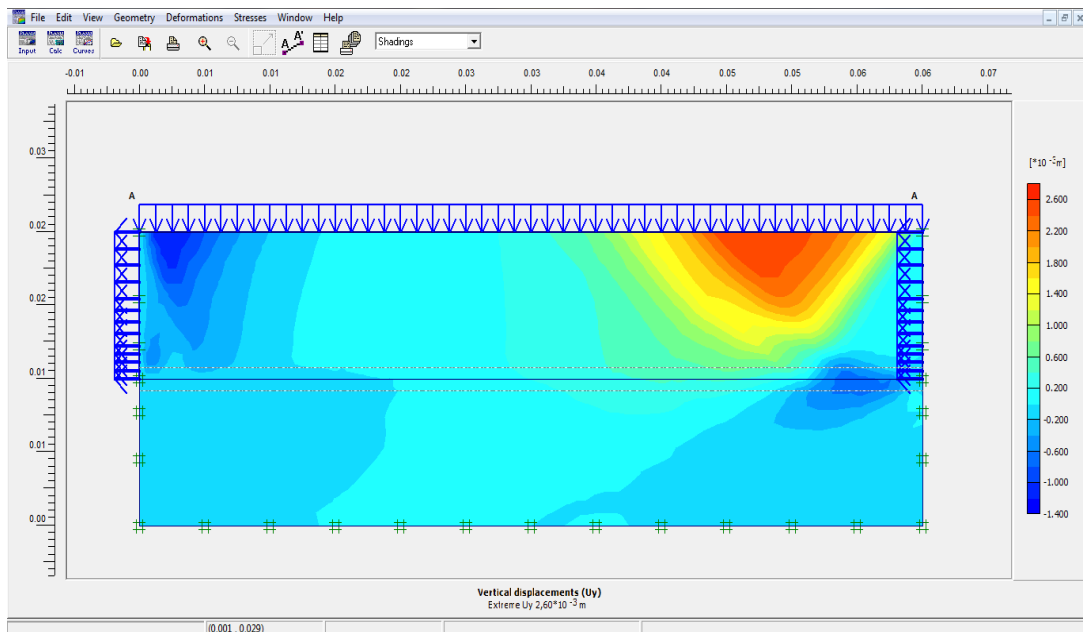 File Edit View Geometry Deformations Stresses Window Help
Input Calc Curves A A' Shadings
-0.01 0.00 0.01 0.01 0.02 0.02 0.03 0.03 0.04 0.04 0.05 0.05 0.06 0.06 0.07
0.03
0.02
0.02
0.01
0.01
0.00
A A
[*10 -3m]
2.600
2.200
1.800
1.400
1.000
0.600
0.200
-0.200
-0.600
-1.000
-1.400
Vertical displacements (Uy)
Extreme Uy 2,60*10 -3 m
(0.001 , 0.029)